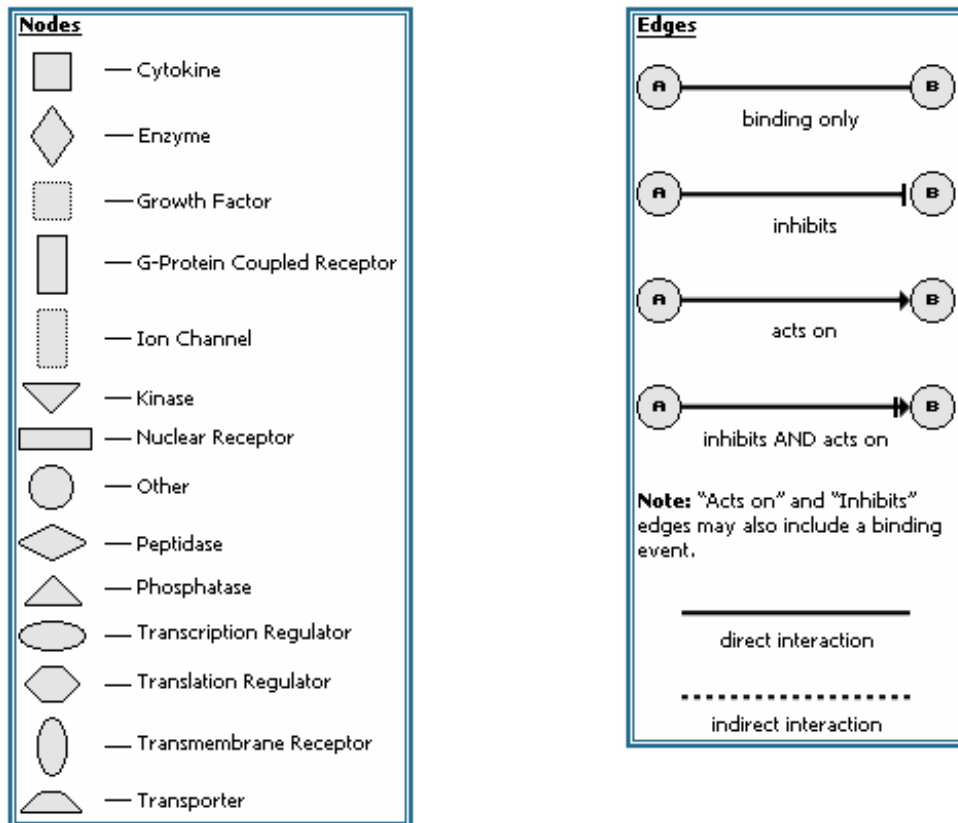 Nodes
Cytokine
Enzyme
Growth Factor
G-Protein Coupled Receptor
Ion Channel
Kinase
Nuclear Receptor
Other
Peptidase
Phosphatase
Transcription Regulator
Translation Regulator
Transmembrane Receptor
Transporter
Edges
A B
binding only
A B
inhibits
A B
acts on
A B
inhibits AND acts on
Note: “Acts on” and “Inhibits”
edges may also include a binding
event.
direct interaction
indirect interaction